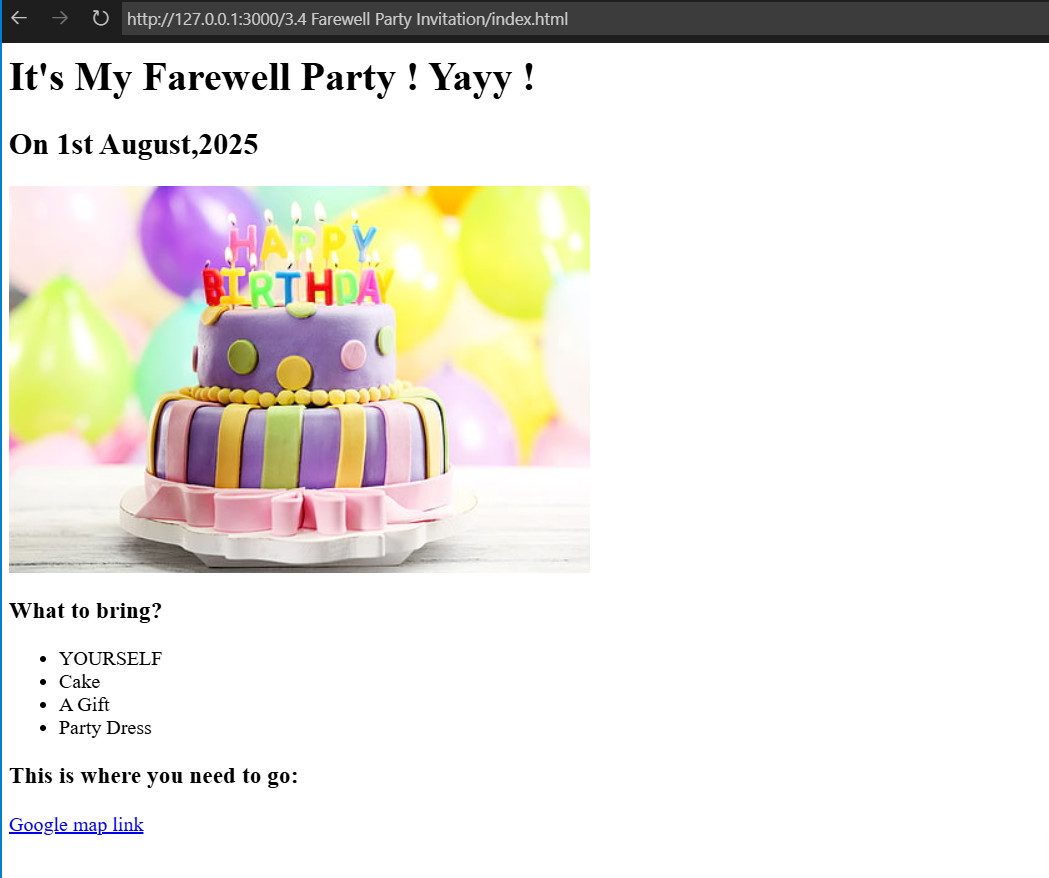 http://127.0.0.1:3000/3.4 Farewell Party Invitation/index.html
It's My Farewell Party ! Yayy !
On 1st August,2025
HAPPY
BIRTHDAY
What to bring?
YOURSELF
Cake
A Gift
Party Dress
This is where you need to go:
Google map link